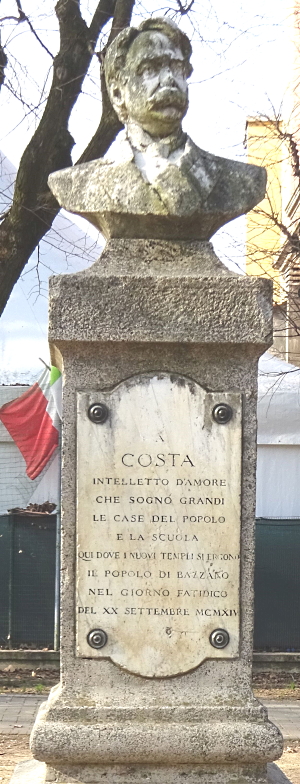 A
COSTA
INTELLETTO D'AMORE
CHE SOGNÓ GRANDI
LE CASE DEL POPOLO
E LA SCUOLA
QUI DOVE I NUOVI TEMPLI SI ERGONO
IL POPOLO DI BAZZANO
NEL GIORNO FATIDICO
DEL XX SETTEMBRE MCMXIV